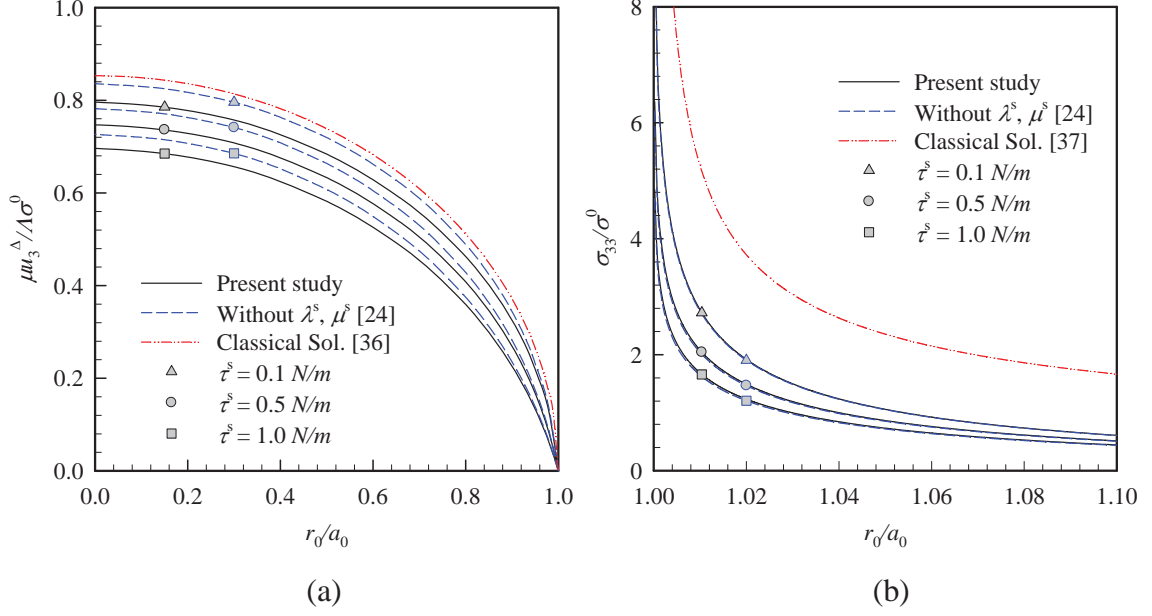 1.0
0.8
0.6
0.4
0.2
0.0
μu₃^Δ/Λσ⁰
Present study
Without λˢ, μˢ [24]
Classical Sol. [36]
τˢ = 0.1 N/m
τˢ = 0.5 N/m
τˢ = 1.0 N/m
0.0 0.2 0.4 0.6 0.8 1.0
r₀/a₀
(a)
8
6
4
2
0
σ₃₃/σ⁰
Present study
Without λˢ, μˢ [24]
Classical Sol. [37]
τˢ = 0.1 N/m
τˢ = 0.5 N/m
τˢ = 1.0 N/m
1.00 1.02 1.04 1.06 1.08 1.10
r₀/a₀
(b)